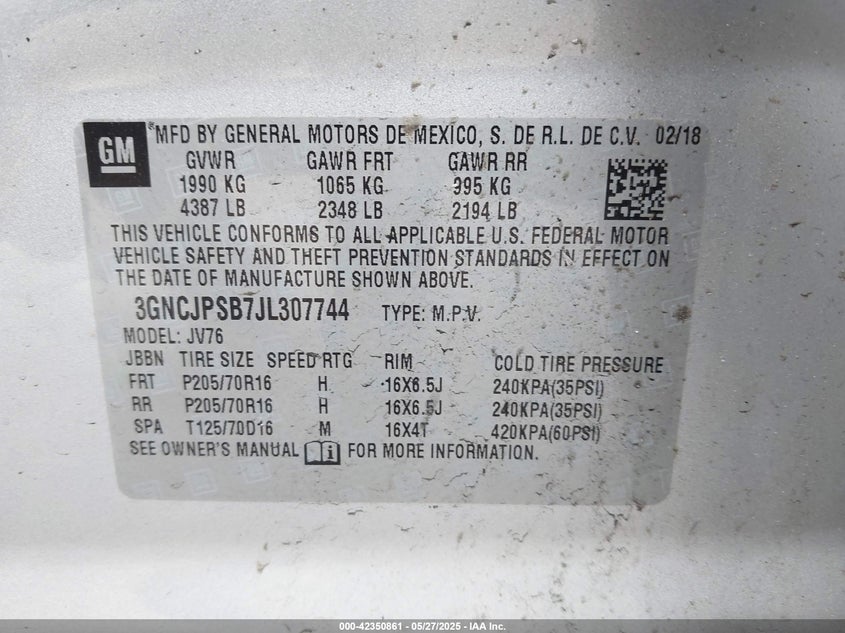 GM
*MFD BY GENERAL MOTORS DE MEXICO, S. DE R.L. DE C.V. 02/18
GVWR GAWR FRT GAWR RR
1990 KG 1065 KG 995 KG
4387 LB 2348 LB 2194 LB
THIS VEHICLE CONFORMS TO ALL APPLICABLE U.S. FEDERAL MOTOR
VEHICLE SAFETY AND THEFT PREVENTION STANDARDS IN EFFECT ON
THE DATE OF MANUFACTURE SHOWN ABOVE.
3GNCJPSB7JL307744 TYPE: M.P.V.
MODEL: JV76
JBBN TIRE SIZE SPEED RTG RIM COLD TIRE PRESSURE
FRT P205/70R16 H 16X6.5J 240KPA(35PSI)
RR P205/70R16 H 16X6.5J 240KPA(35PSI)
SPA T125/70D16 M 16X4T 420KPA(60PSI)
SEE OWNER'S MANUAL i FOR MORE INFORMATION.
000-42350861 - 05/27/2025 - IAA Inc.